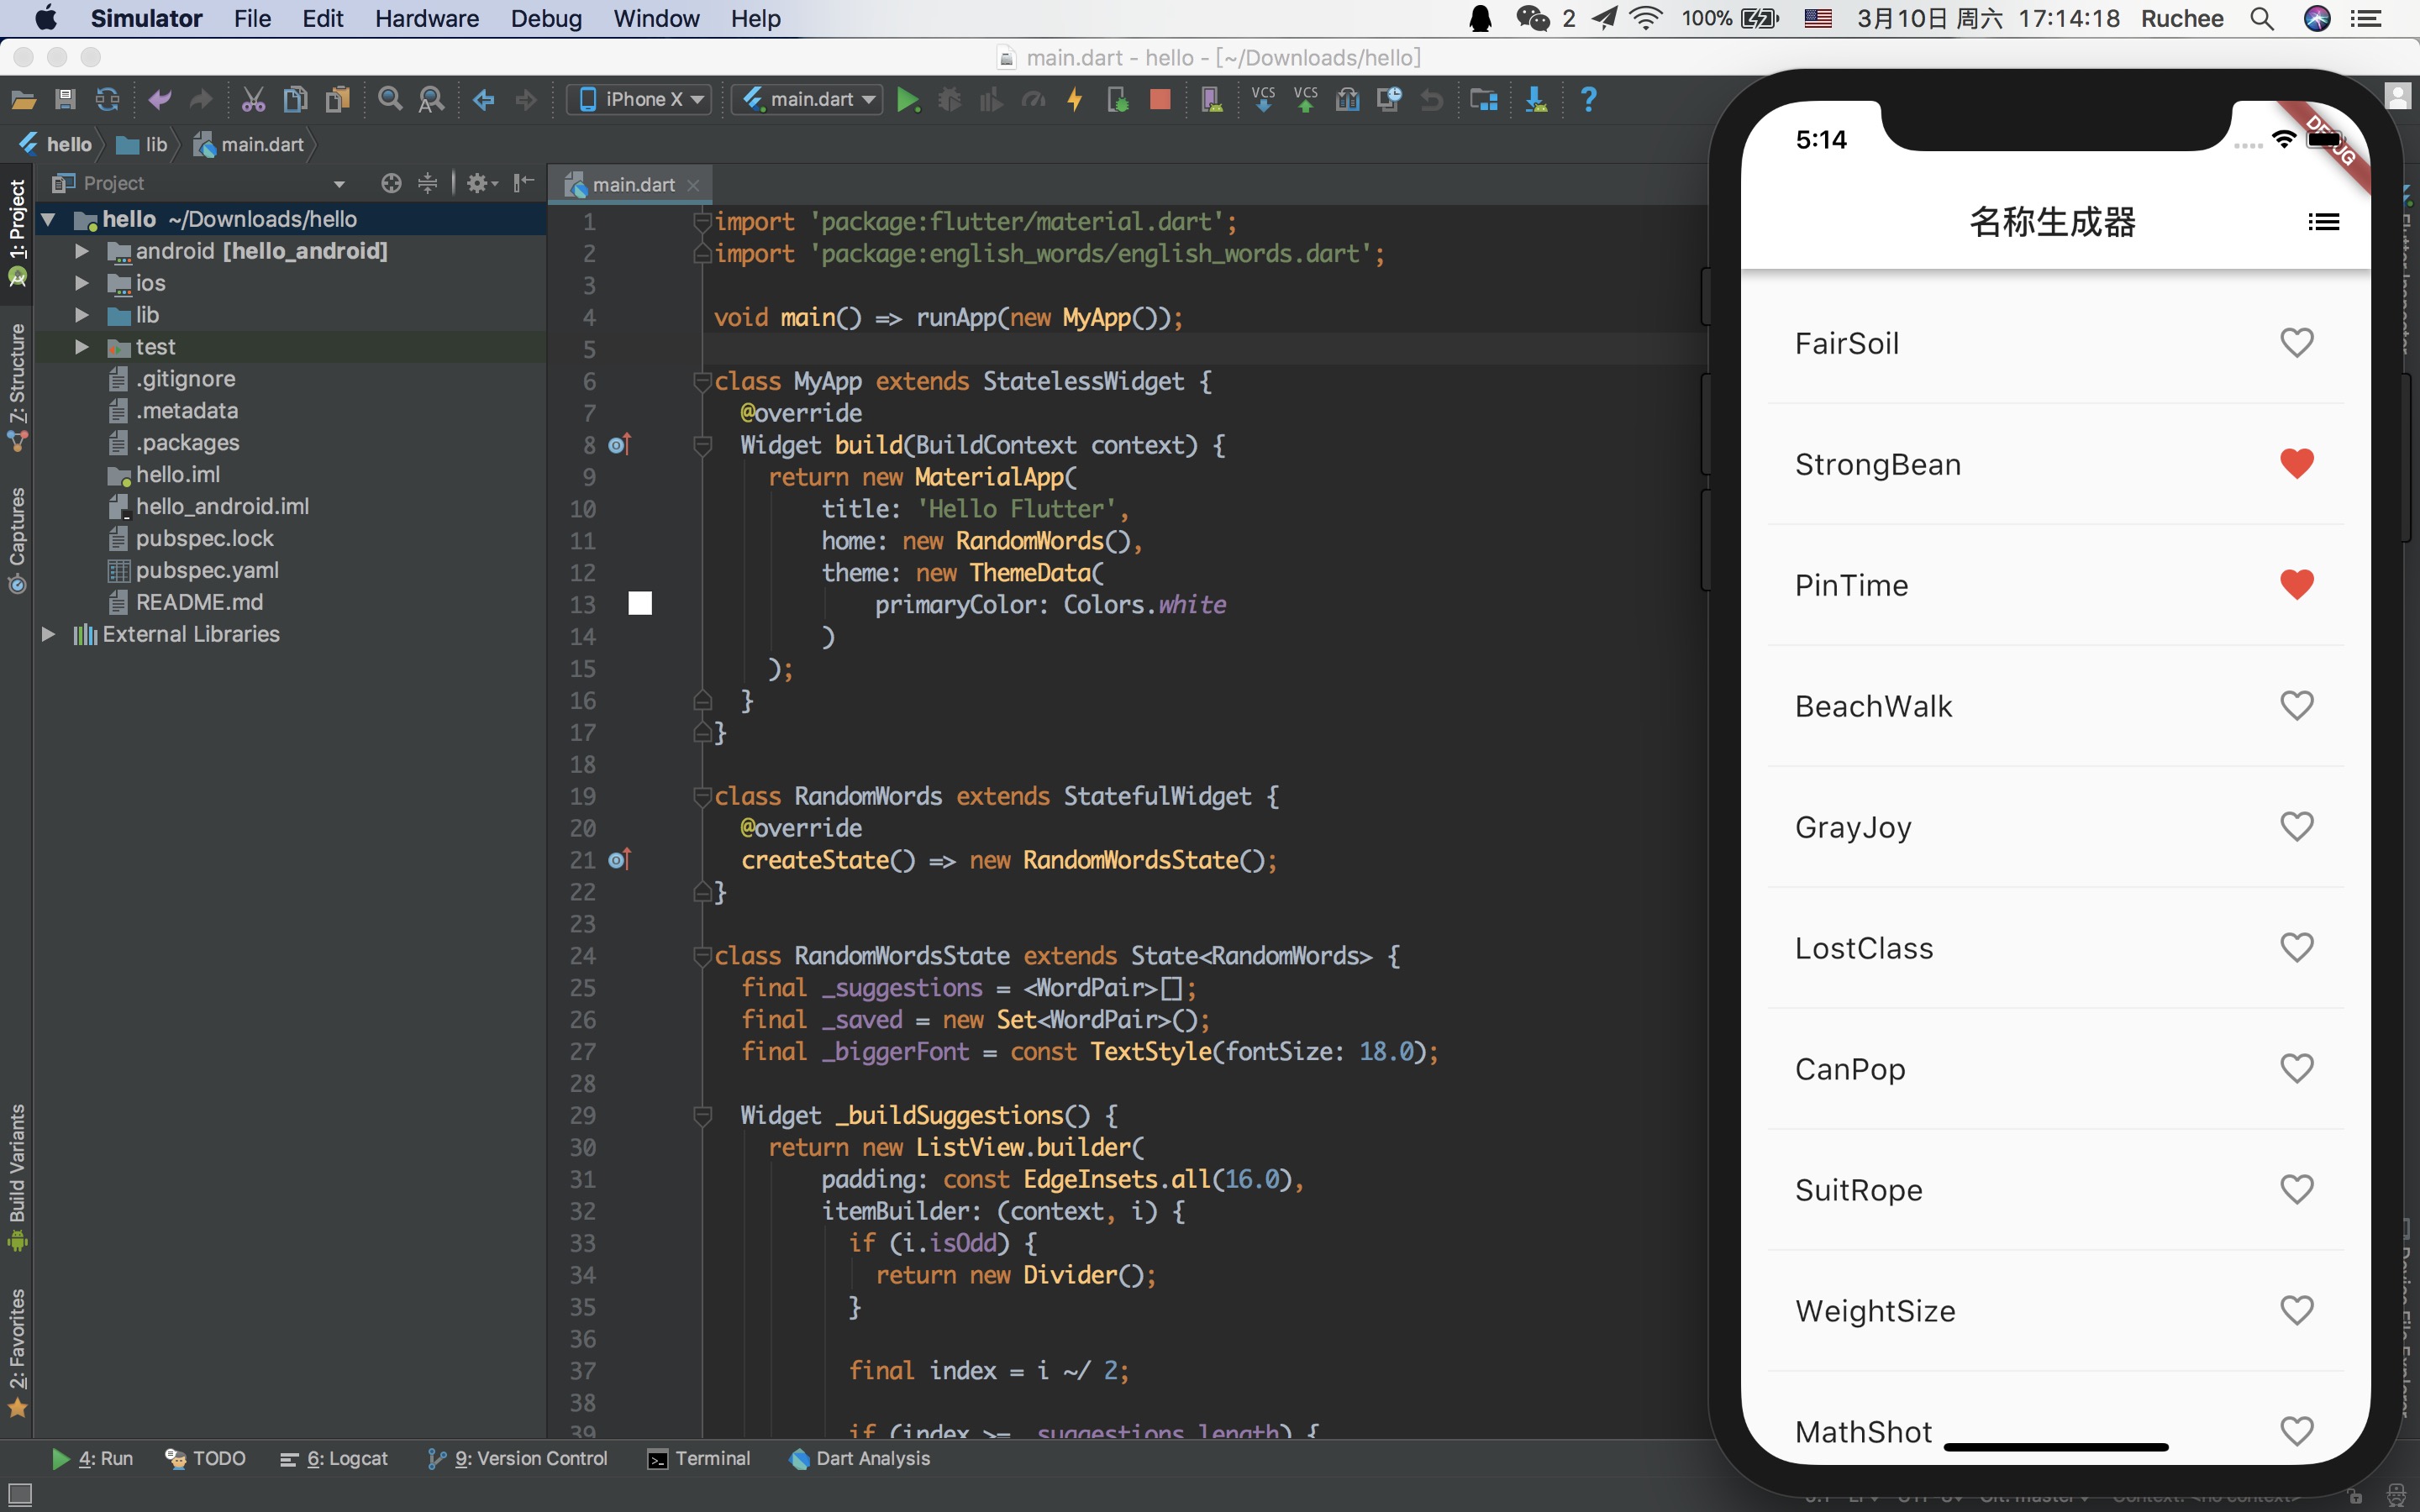 Simulator File Edit Hardware Debug Window Help 2 100% 3月10日 周六 17:14:18 Ruchee
main.dart - hello - [~/Downloads/hello]
iPhone X main.dart VCS VCS ?
hello lib main.dart
Project
main.dart
hello ~/Downloads/hello
android [hello_android]
ios
lib
test
.gitignore
.metadata
.packages
hello.iml
hello_android.iml
pubspec.lock
pubspec.yaml
README.md
External Libraries
1: Project
7: Structure
Captures
Build Variants
2: Favorites
1 import 'package:flutter/material.dart';
2 import 'package:english_words/english_words.dart';
3
4 void main() => runApp(new MyApp());
5
6 class MyApp extends StatelessWidget {
7 @override
8 Widget build(BuildContext context) {
9 return new MaterialApp(
10 title: 'Hello Flutter',
11 home: new RandomWords(),
12 theme: new ThemeData(
13 primaryColor: Colors.white
14 )
15 );
16 }
17 }
18
19 class RandomWords extends StatefulWidget {
20 @override
21 createState() => new RandomWordsState();
22 }
23
24 class RandomWordsState extends State<RandomWords> {
25 final _suggestions = <WordPair>[];
26 final _saved = new Set<WordPair>();
27 final _biggerFont = const TextStyle(fontSize: 18.0);
28
29 Widget _buildSuggestions() {
30 return new ListView.builder(
31 padding: const EdgeInsets.all(16.0),
32 itemBuilder: (context, i) {
33 if (i.isOdd) {
34 return new Divider();
35 }
36
37 final index = i ~/ 2;
38
39 if (index >= _suggestions.length) {
5:14
DEBUG
名称生成器
FairSoil
StrongBean
PinTime
BeachWalk
GrayJoy
LostClass
CanPop
SuitRope
WeightSize
MathShot
4: Run TODO 6: Logcat 9: Version Control Terminal Dart Analysis